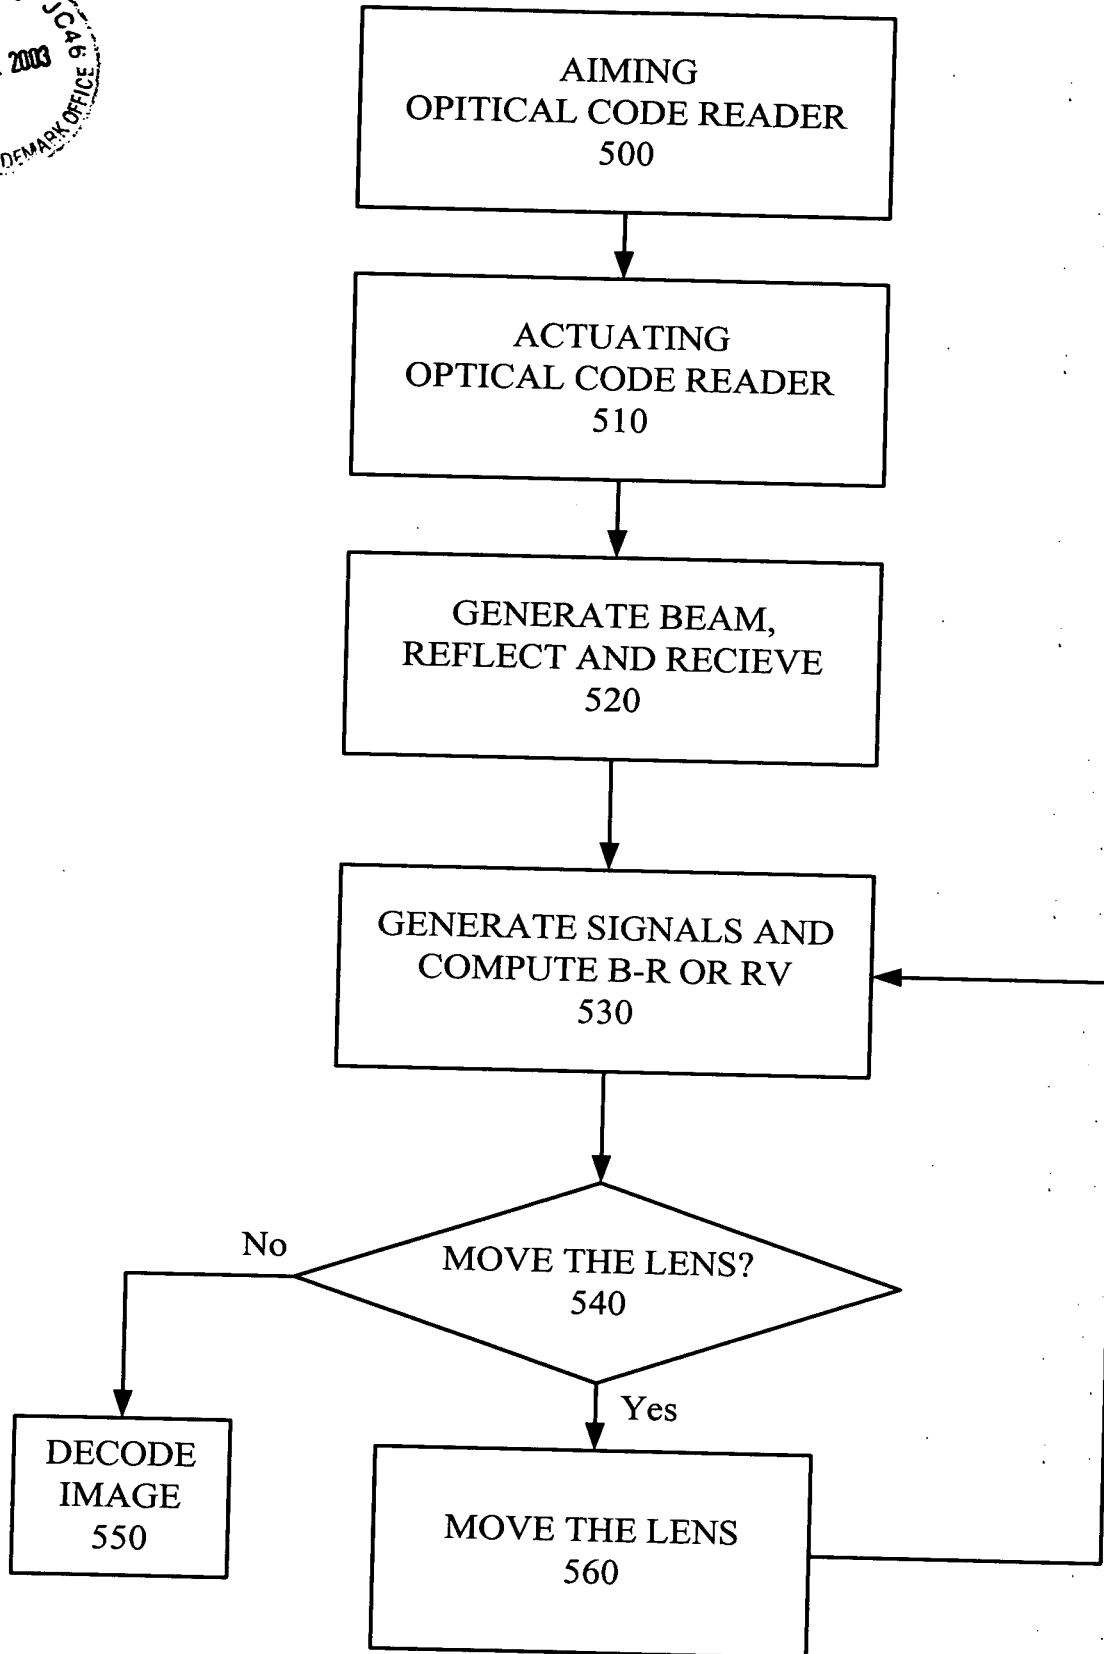 JC46
2003
DEMARK OFFICE
AIMING
OPITICAL CODE READER
500
ACTUATING
OPTICAL CODE READER
510
GENERATE BEAM,
REFLECT AND RECIEVE
520
GENERATE SIGNALS AND
COMPUTE B-R OR RV
530
No
MOVE THE LENS?
540
Yes
DECODE
IMAGE
550
MOVE THE LENS
560